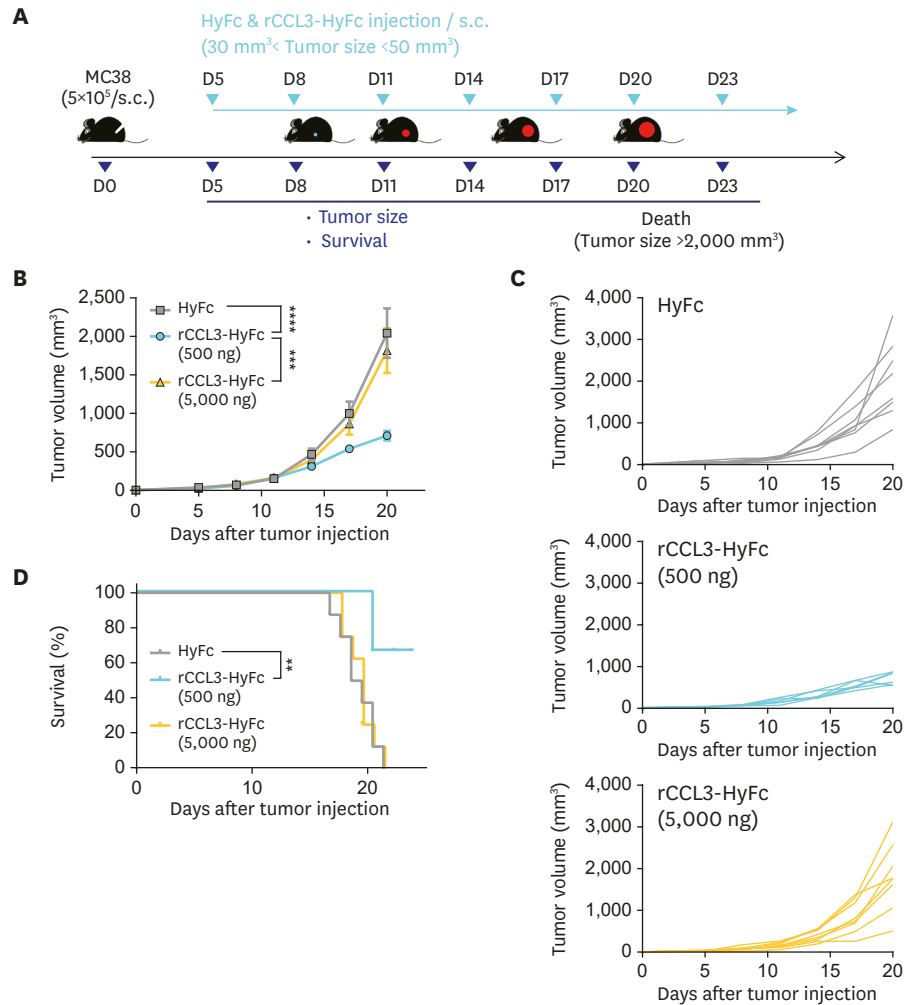 A
HyFc & rCCL3-HyFc injection / s.c.
(30 mm³< Tumor size <50 mm³)
MC38
(5×10⁵/s.c.)
D5 D8 D11 D14 D17 D20 D23
D0 D5 D8 D11 D14 D17 D20 D23
• Tumor size
• Survival
Death
(Tumor size >2,000 mm³)
B
Tumor volume (mm³)
2,500
2,000
1,500
1,000
500
0
HyFc
rCCL3-HyFc
(500 ng)
rCCL3-HyFc
(5,000 ng)
****
***
0 5 10 15 20
Days after tumor injection
C
Tumor volume (mm³)
4,000
3,000
2,000
1,000
0
HyFc
0 5 10 15 20
Days after tumor injection
Tumor volume (mm³)
4,000
3,000
2,000
1,000
0
rCCL3-HyFc
(500 ng)
0 5 10 15 20
Days after tumor injection
Tumor volume (mm³)
4,000
3,000
2,000
1,000
0
rCCL3-HyFc
(5,000 ng)
0 5 10 15 20
Days after tumor injection
D
Survival (%)
100
80
60
40
20
0
HyFc
rCCL3-HyFc
(500 ng)
rCCL3-HyFc
(5,000 ng)
**
0 10 20
Days after tumor injection